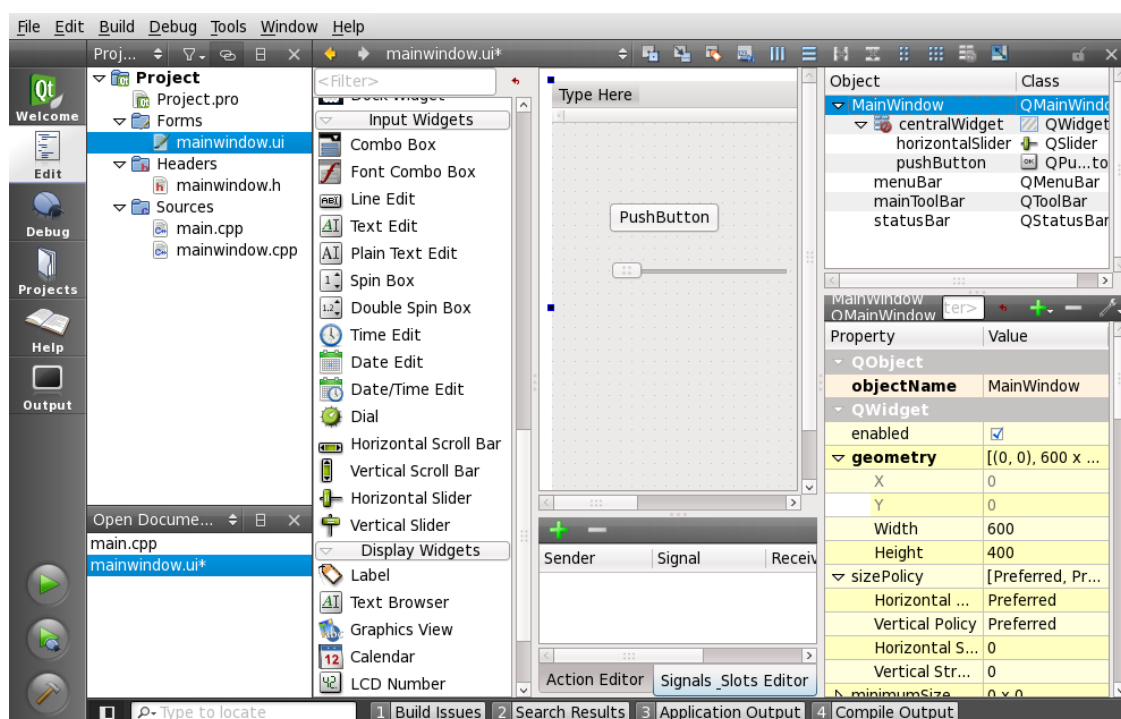 File Edit Build Debug Tools Window Help
Proj... mainwindow.ui*
Welcome
Edit
Debug
Projects
Help
Output
Project
Project.pro
Forms
mainwindow.ui
Headers
mainwindow.h
Sources
main.cpp
mainwindow.cpp
Open Docume...
main.cpp
mainwindow.ui*
<Filter>
Dock Widget
Input Widgets
Combo Box
Font Combo Box
Line Edit
Text Edit
Plain Text Edit
Spin Box
Double Spin Box
Time Edit
Date Edit
Date/Time Edit
Dial
Horizontal Scroll Bar
Vertical Scroll Bar
Horizontal Slider
Vertical Slider
Display Widgets
Label
Text Browser
Graphics View
Calendar
LCD Number
Type Here
PushButton
Sender Signal Receiv
Action Editor Signals _Slots Editor
Object Class
MainWindow QMainWindo
centralWidget QWidget
horizontalSlider QSlider
pushButton QPu...to
menuBar QMenuBar
mainToolBar QToolBar
statusBar QStatusBar
MainWindow
QMainWindow ter>
Property Value
QObject
objectName MainWindow
QWidget
enabled
geometry [(0, 0), 600 x ...
X 0
Y 0
Width 600
Height 400
sizePolicy [Preferred, Pr...
Horizontal ... Preferred
Vertical Policy Preferred
Horizontal S... 0
Vertical Str... 0
minimumSize 0 x 0
Type to locate 1 Build Issues 2 Search Results 3 Application Output 4 Compile Output